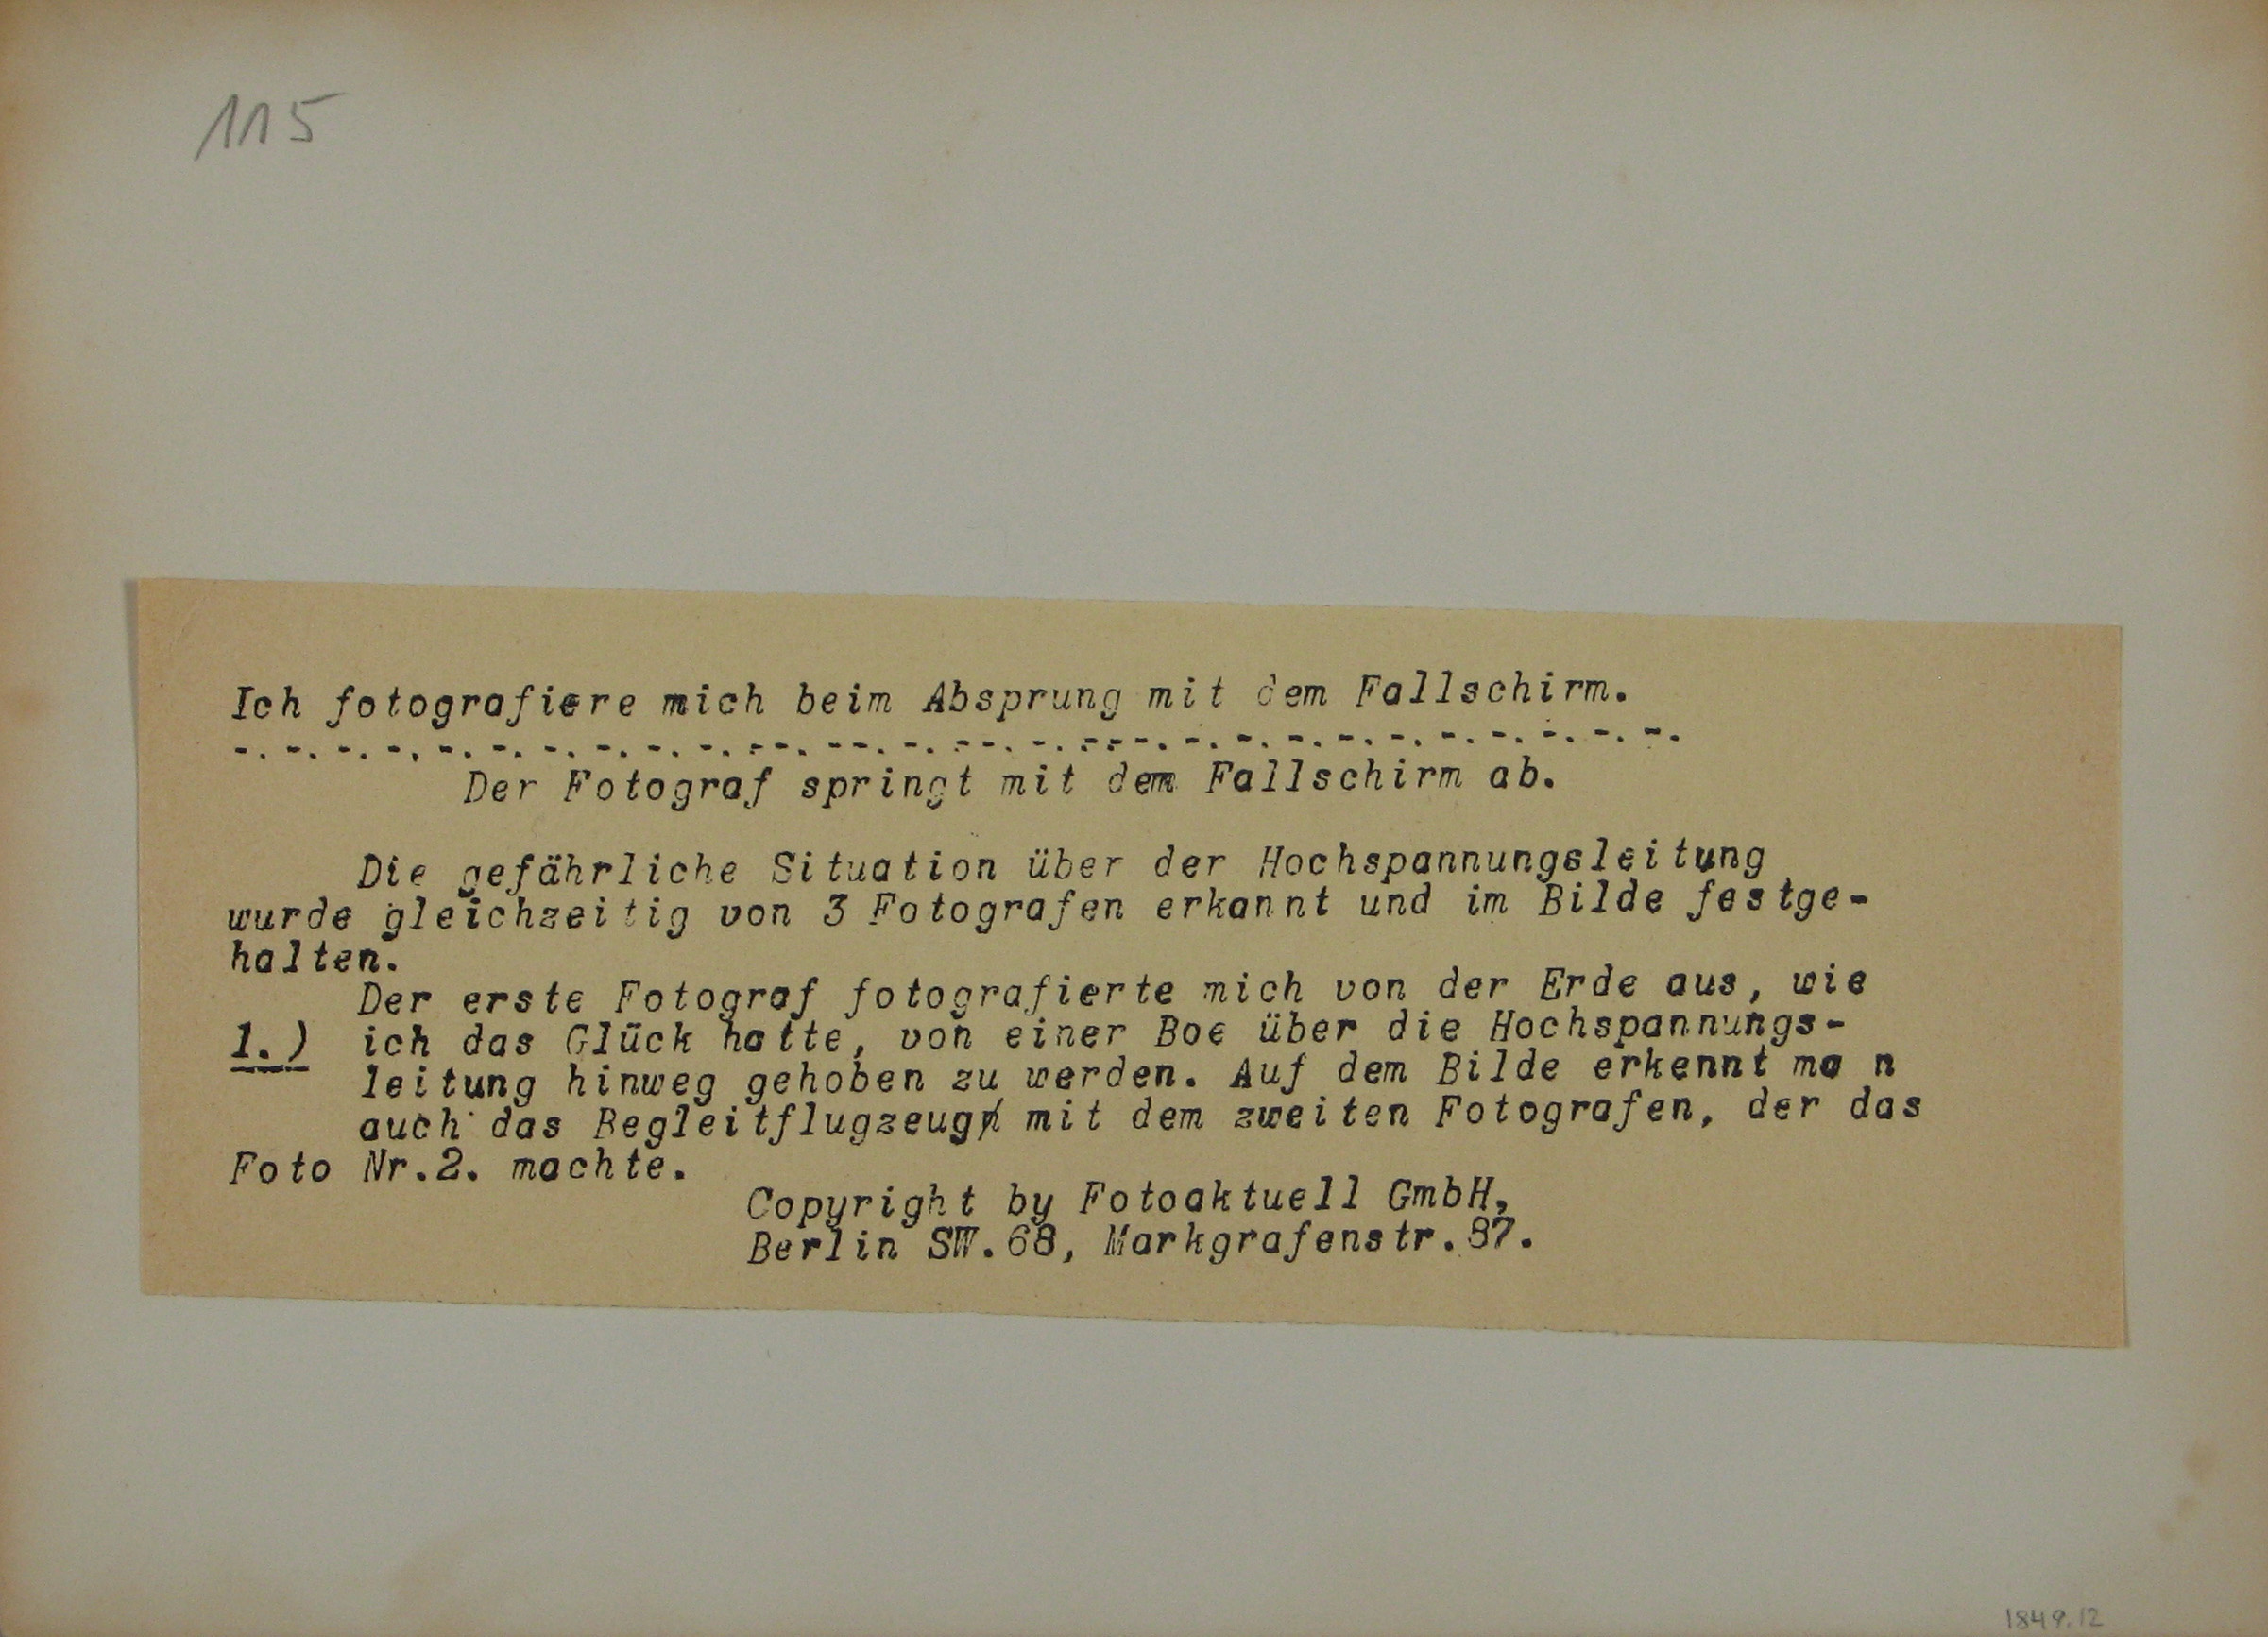 115
Ich fotografiere mich beim Absprung mit dem Fallschirm.
-.-.-.-.-.-.-.-.-.-.--.--.-.--.-.---.-.-.-.-.-.-.-.-.-.-.
Der Fotograf springt mit dem Fallschirm ab.
Die gefährliche Situation über der Hochspannungsleitung
wurde gleichzeitig von 3 Fotografen erkannt und im Bilde festge-
halten.
Der erste Fotograf fotografierte mich von der Erde aus, wie
1.) ich das Glück hatte, von einer Boe über die Hochspannungs-
leitung hinweg gehoben zu werden. Auf dem Bilde erkennt ma n
auch das Begleitflugzeug mit dem zweiten Fotografen, der das
Foto Nr.2. machte.
Copyright by Fotoaktuell GmbH,
Berlin SW.68, Markgrafenstr.87.
1849.12